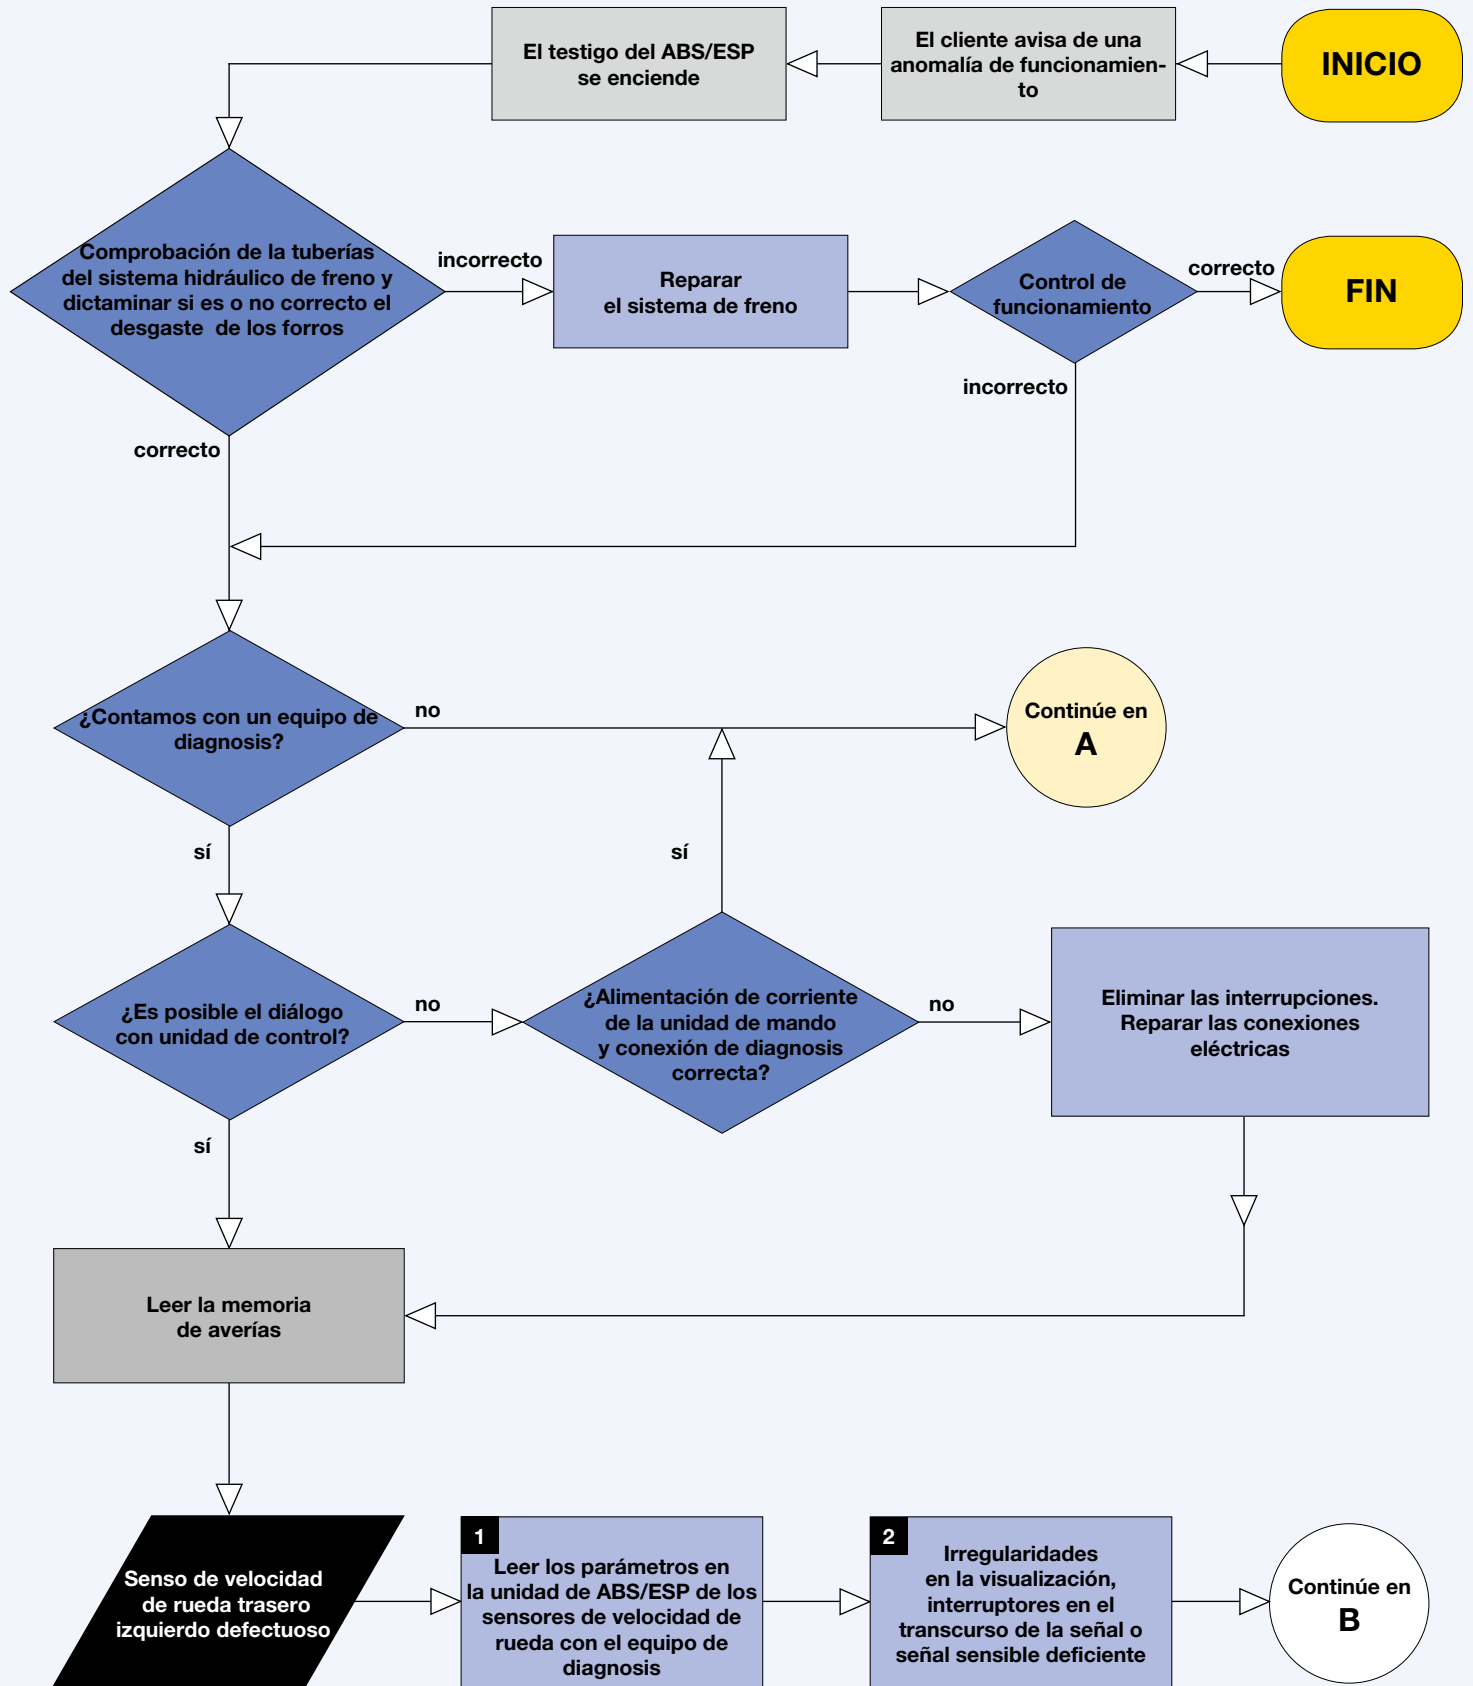 El testigo del ABS/ESP
se enciende
El cliente avisa de una
anomalía de funcionamien-
to
INICIO
Comprobación de la tuberías
del sistema hidráulico de freno y
dictaminar si es o no correcto el
desgaste de los forros
incorrecto
Reparar
el sistema de freno
Control de
funcionamiento
correcto
FIN
incorrecto
correcto
¿Contamos con un equipo de
diagnosis?
no
Continúe en
A
sí
sí
¿Es posible el diálogo
con unidad de control?
no
¿Alimentación de corriente
de la unidad de mando
y conexión de diagnosis
correcta?
no
Eliminar las interrupciones.
Reparar las conexiones
eléctricas
sí
Leer la memoria
de averías
Senso de velocidad
de rueda trasero
izquierdo defectuoso
1
Leer los parámetros en
la unidad de ABS/ESP de los
sensores de velocidad de
rueda con el equipo de
diagnosis
2
Irregularidades
en la visualización,
interruptores en el
transcurso de la señal o
señal sensible deficiente
Continúe en
B